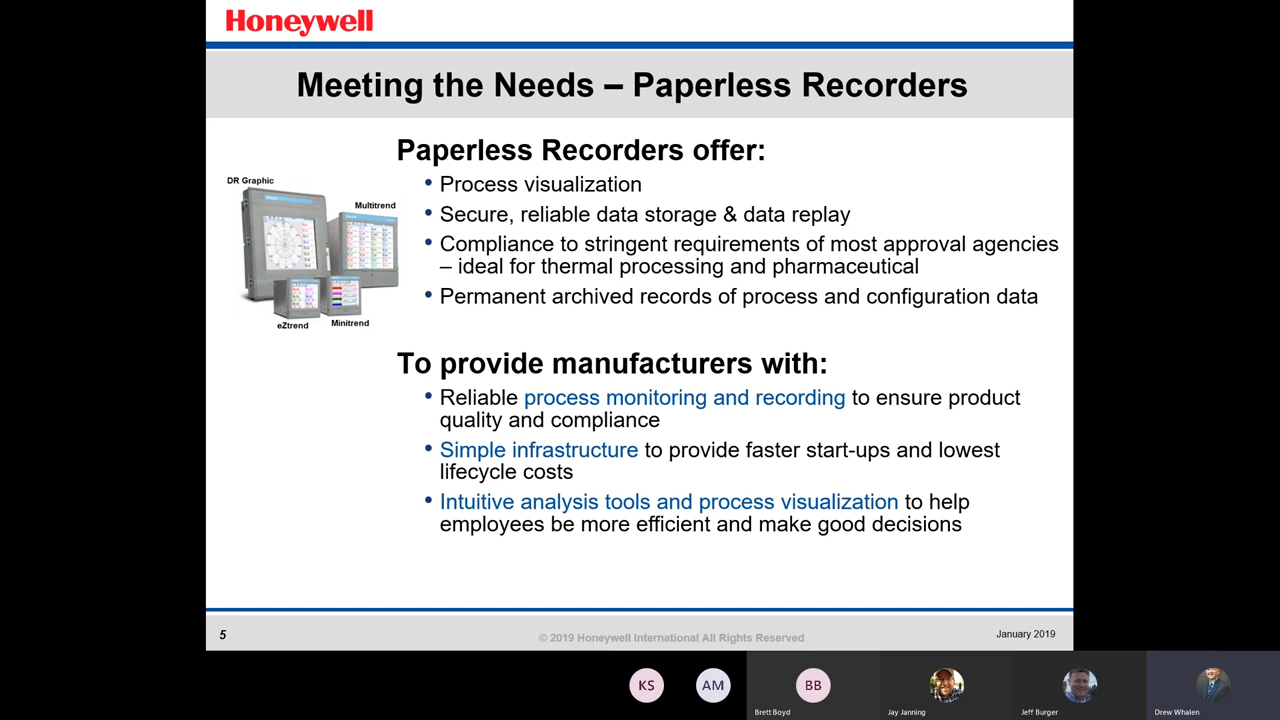 Honeywell
Meeting the Needs – Paperless Recorders
DR Graphic
Multitrend
eZtrend
Minitrend
Paperless Recorders offer:
• Process visualization
• Secure, reliable data storage & data replay
• Compliance to stringent requirements of most approval agencies
– ideal for thermal processing and pharmaceutical
• Permanent archived records of process and configuration data
To provide manufacturers with:
• Reliable process monitoring and recording to ensure product
quality and compliance
• Simple infrastructure to provide faster start-ups and lowest
lifecycle costs
• Intuitive analysis tools and process visualization to help
employees be more efficient and make good decisions
5
© 2019 Honeywell International All Rights Reserved
January 2019
KS
AM
BB
Brett Boyd
Jay Janning
Jeff Burger
Drew Whalen